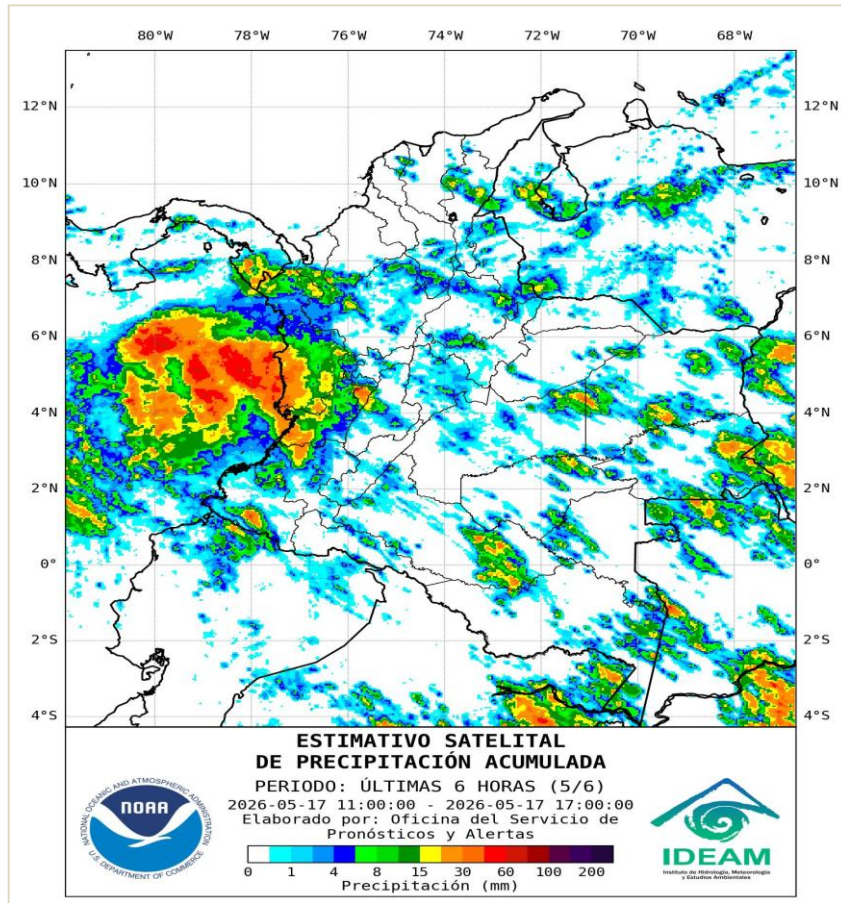 80°W 78°W 76°W 74°W 72°W 70°W 68°W
12°N 12°N
10°N 10°N
8°N 8°N
6°N 6°N
4°N 4°N
2°N 2°N
0° 0°
2°S 2°S
4°S 4°S
ESTIMATIVO SATELITAL
DE PRECIPITACIÓN ACUMULADA
PERIODO: ÚLTIMAS 6 HORAS (5/6)
2026-05-17 11:00:00 - 2026-05-17 17:00:00
Elaborado por: Oficina del Servicio de
Pronósticos y Alertas
0 1 4 8 15 30 60 100 200
Precipitación (mm)
NATIONAL OCEANIC AND ATMOSPHERIC ADMINISTRATION
NOAA
U.S. DEPARTMENT OF COMMERCE
IDEAM
Instituto de Hidrología, Meteorología
y Estudios Ambientales